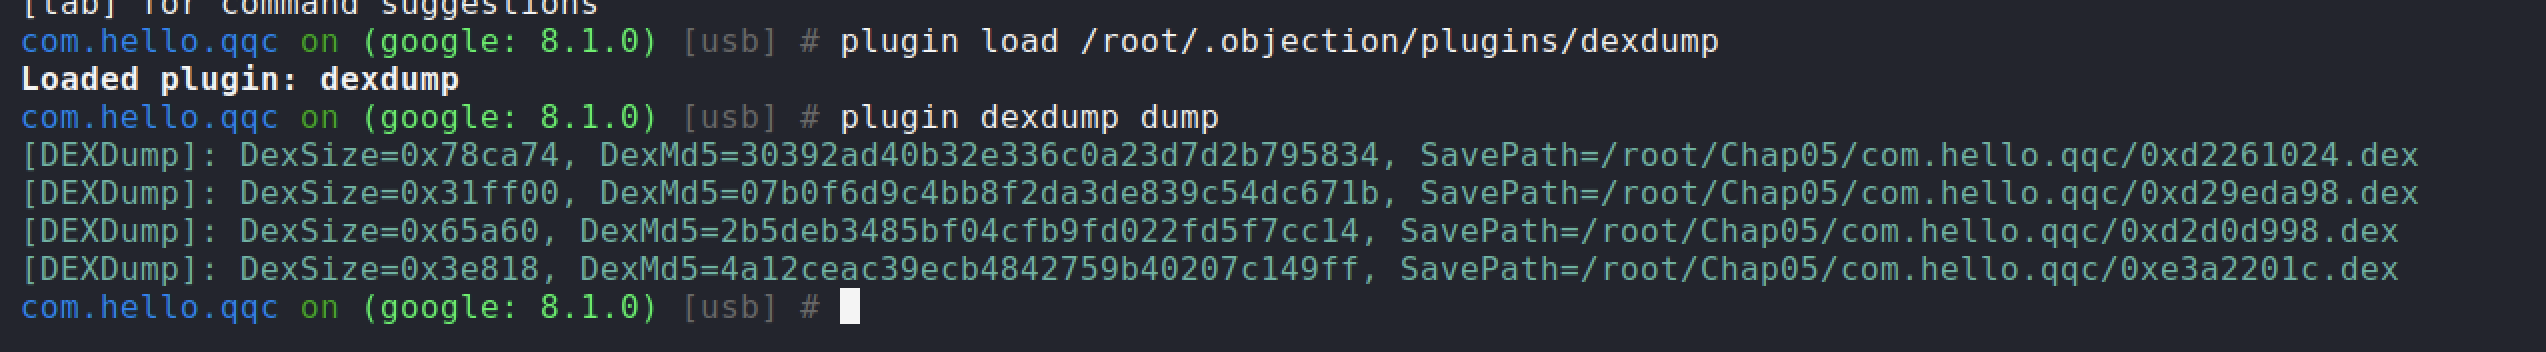 [tab] for command suggestions
com.hello.qqc on (google: 8.1.0) [usb] # plugin load /root/.objection/plugins/dexdump
Loaded plugin: dexdump
com.hello.qqc on (google: 8.1.0) [usb] # plugin dexdump dump
[DEXDump]: DexSize=0x78ca74, DexMd5=30392ad40b32e336c0a23d7d2b795834, SavePath=/root/Chap05/com.hello.qqc/0xd2261024.dex
[DEXDump]: DexSize=0x31ff00, DexMd5=07b0f6d9c4bb8f2da3de839c54dc671b, SavePath=/root/Chap05/com.hello.qqc/0xd29eda98.dex
[DEXDump]: DexSize=0x65a60, DexMd5=2b5deb3485bf04cfb9fd022fd5f7cc14, SavePath=/root/Chap05/com.hello.qqc/0xd2d0d998.dex
[DEXDump]: DexSize=0x3e818, DexMd5=4a12ceac39ecb4842759b40207c149ff, SavePath=/root/Chap05/com.hello.qqc/0xe3a2201c.dex
com.hello.qqc on (google: 8.1.0) [usb] #